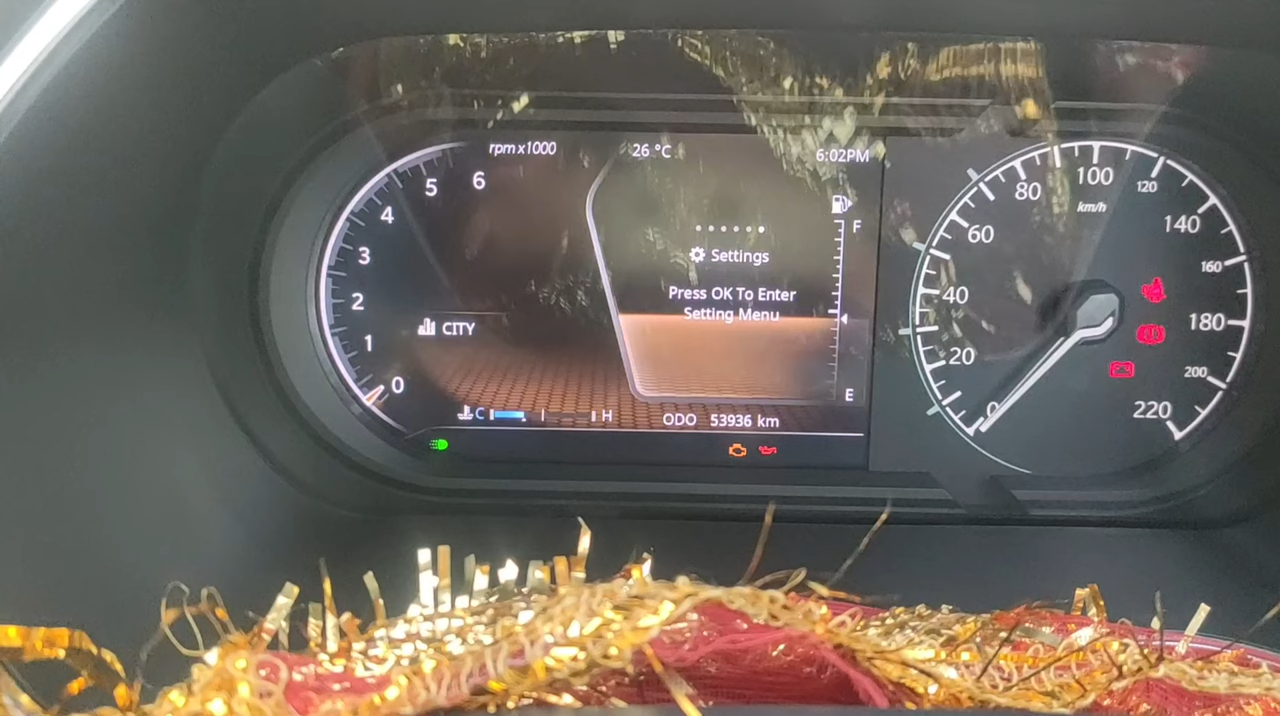 rpm x1000
26 °C
6:02PM
6
5
4
3
2
1
0
CITY
Settings
Press OK To Enter
Setting Menu
F
E
C
H
ODO 53936 km
0
20
40
60
80
100
120
140
160
180
200
220
km/h